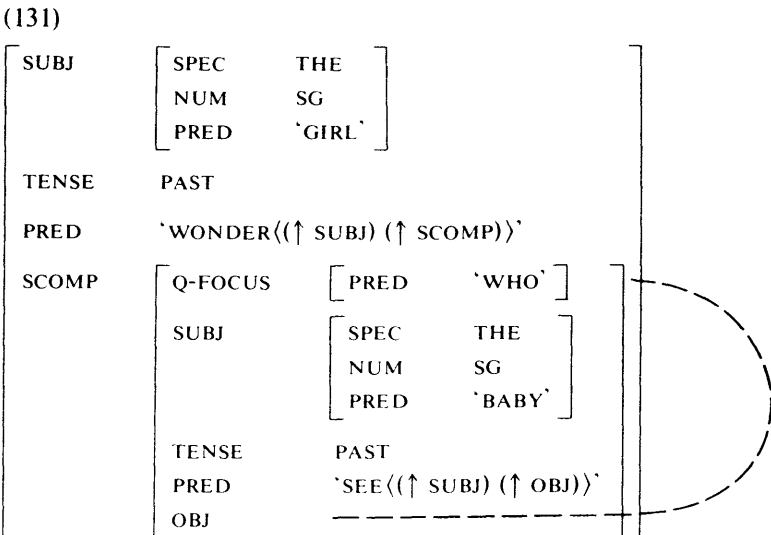 (131)
SUBJ SPEC THE
NUM SG
PRED ‘GIRL’
TENSE PAST
PRED ‘WONDER⟨(↑ SUBJ) (↑ SCOMP)⟩’
SCOMP Q-FOCUS [PRED ‘WHO’]
SUBJ SPEC THE
NUM SG
PRED ‘BABY’
TENSE PAST
PRED ‘SEE⟨(↑ SUBJ) (↑ OBJ)⟩’
OBJ